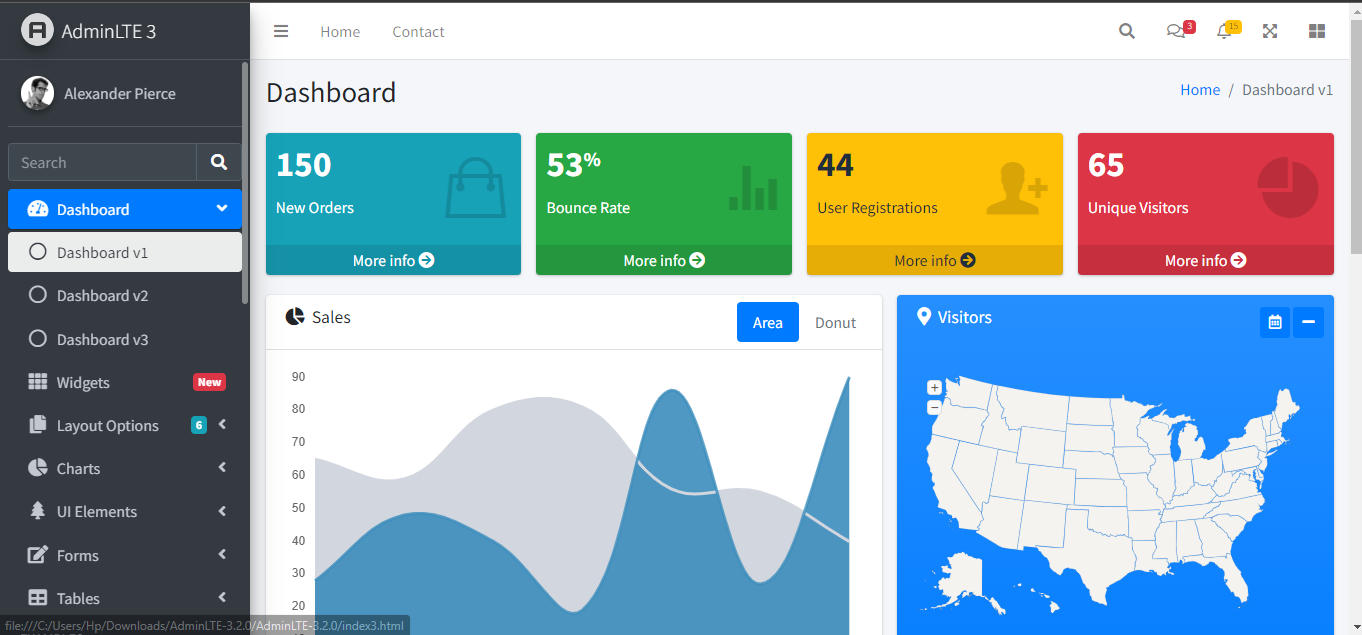 AdminLTE 3
Home
Contact
3
15
Alexander Pierce
Search
Dashboard
Dashboard v1
Dashboard v2
Dashboard v3
Widgets New
Layout Options 6
Charts
UI Elements
Forms
Tables
file:///C:/Users/Hp/Downloads/AdminLTE-3.2.0/AdminLTE-3.2.0/index3.html
Dashboard
Home / Dashboard v1
150
New Orders
More info
53%
Bounce Rate
More info
44
User Registrations
More info
65
Unique Visitors
More info
Sales
Area
Donut
90
80
70
60
50
40
30
20
Visitors
+
−